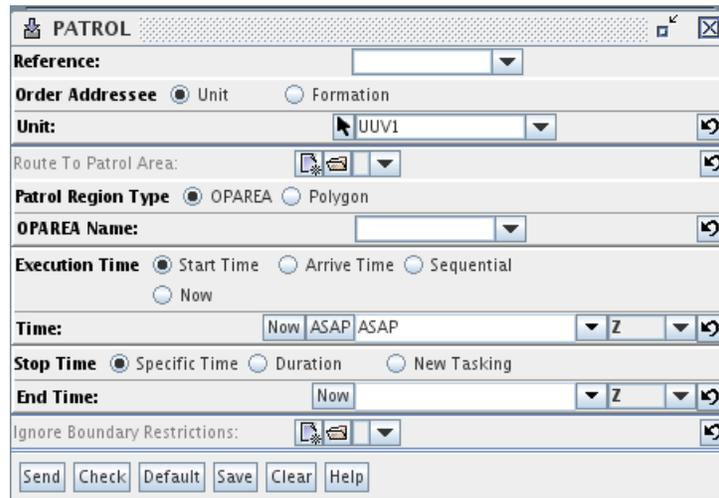 PATROL
Reference:
Order Addressee Unit Formation
Unit: UUV1
Route To Patrol Area:
Patrol Region Type OPAREA Polygon
OPAREA Name:
Execution Time Start Time Arrive Time Sequential
Now
Time: Now ASAP ASAP Z
Stop Time Specific Time Duration New Tasking
End Time: Now Z
Ignore Boundary Restrictions:
Send Check Default Save Clear Help